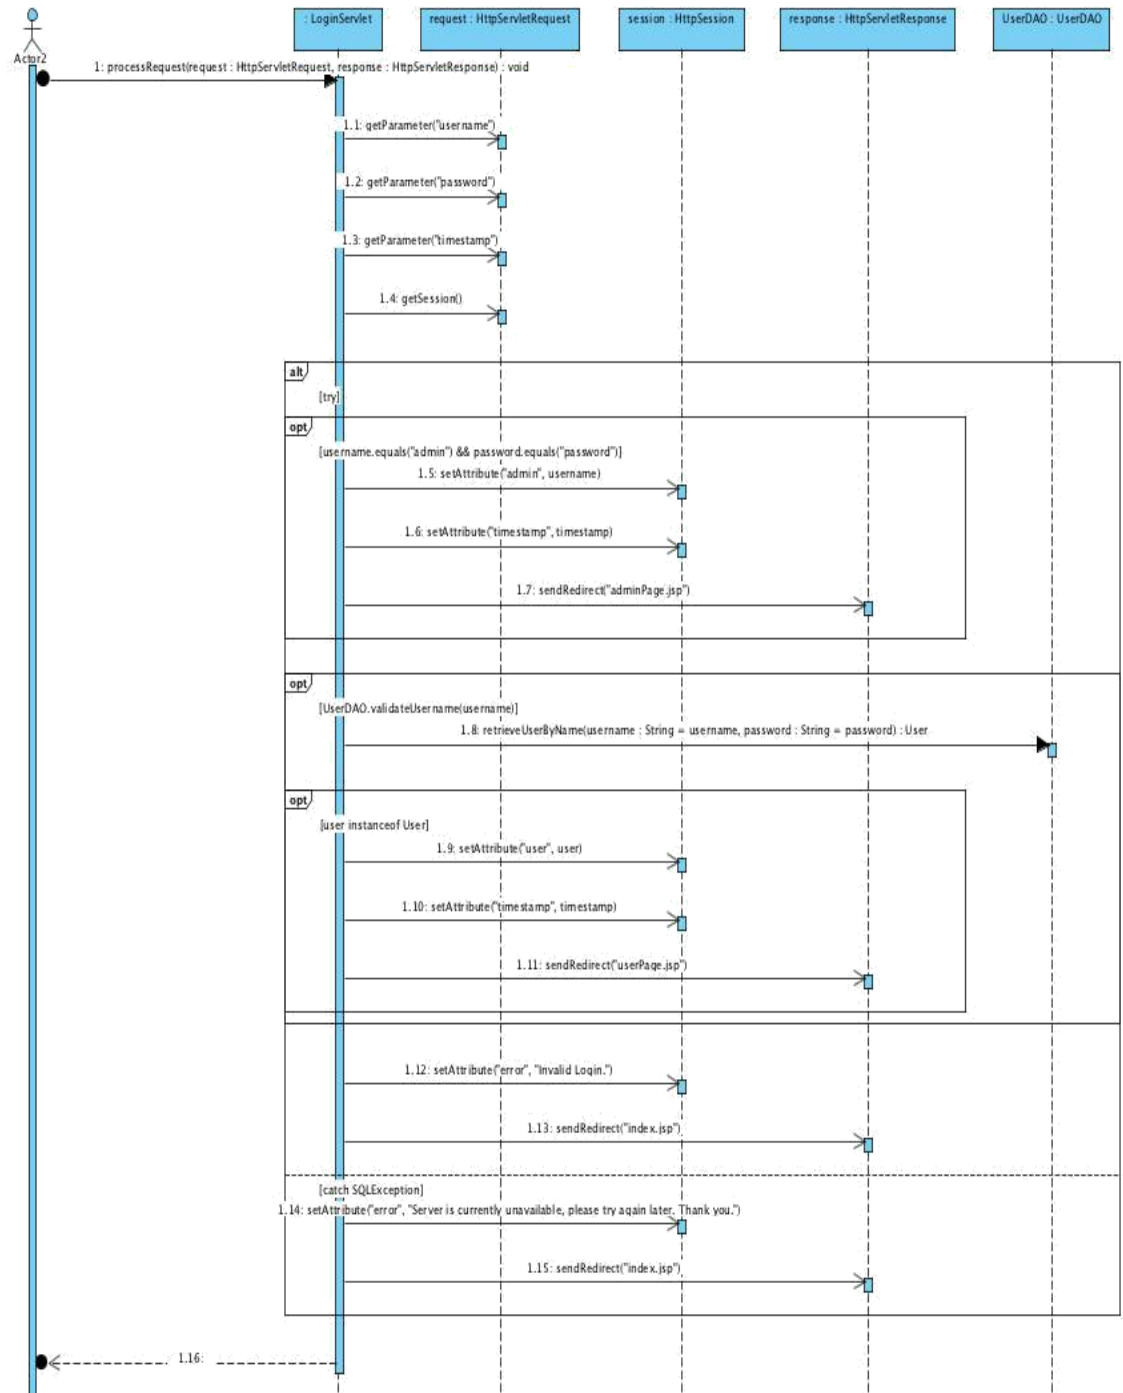 Actor2
: LoginServlet
request : HttpServletRequest
session : HttpSession
response : HttpServletResponse
UserDAO : UserDAO
1: processRequest(request : HttpServletRequest, response : HttpServletResponse) : void
1.1: getParameter("username")
1.2: getParameter("password")
1.3: getParameter("timestamp")
1.4: getSession()
alt
[try]
opt
[username.equals("admin") && password.equals("password")]
1.5: setAttribute("admin", username)
1.6: setAttribute("timestamp", timestamp)
1.7: sendRedirect("adminPage.jsp")
opt
[UserDAO.validateUsername(username)]
1.8: retrieveUserByName(username : String = username, password : String = password) : User
opt
[user instanceof User]
1.9: setAttribute("user", user)
1.10: setAttribute("timestamp", timestamp)
1.11: sendRedirect("userPage.jsp")
1.12: setAttribute("error", "Invalid Login.")
1.13: sendRedirect("index.jsp")
[catch SQLException]
1.14: setAttribute("error", "Server is currently unavailable, please try again later. Thank you.")
1.15: sendRedirect("index.jsp")
1.16: